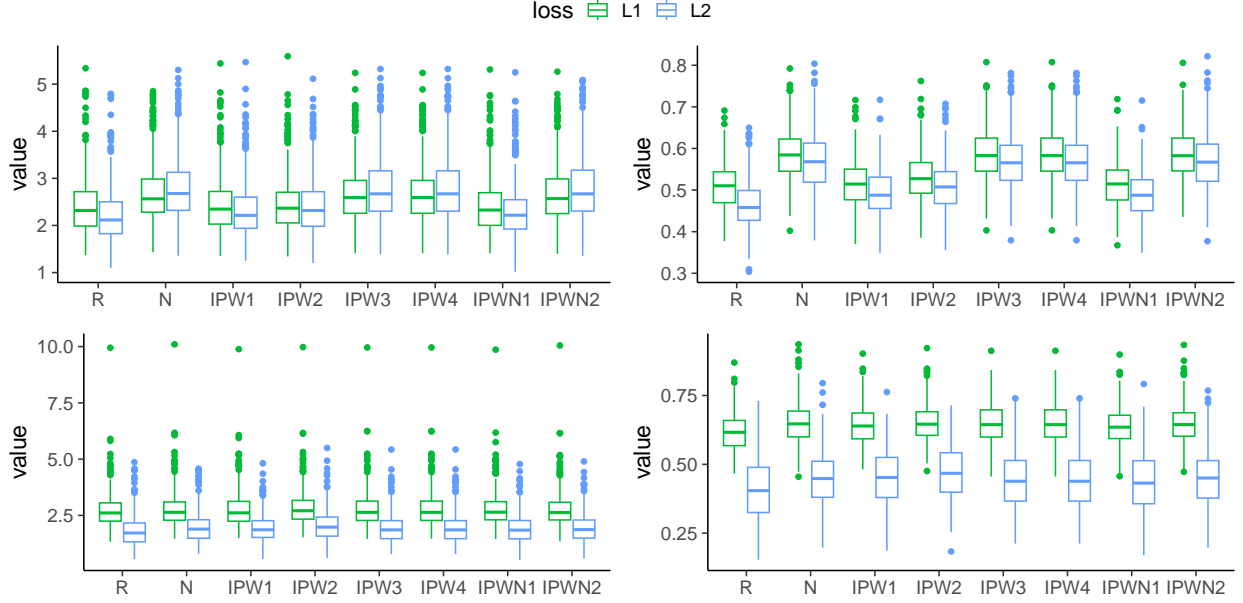 loss L1 L2
value
5
4
3
2
1
R N IPW1 IPW2 IPW3 IPW4 IPWN1 IPWN2
value
0.8
0.7
0.6
0.5
0.4
0.3
R N IPW1 IPW2 IPW3 IPW4 IPWN1 IPWN2
value
10.0
7.5
5.0
2.5
R N IPW1 IPW2 IPW3 IPW4 IPWN1 IPWN2
value
0.75
0.50
0.25
R N IPW1 IPW2 IPW3 IPW4 IPWN1 IPWN2